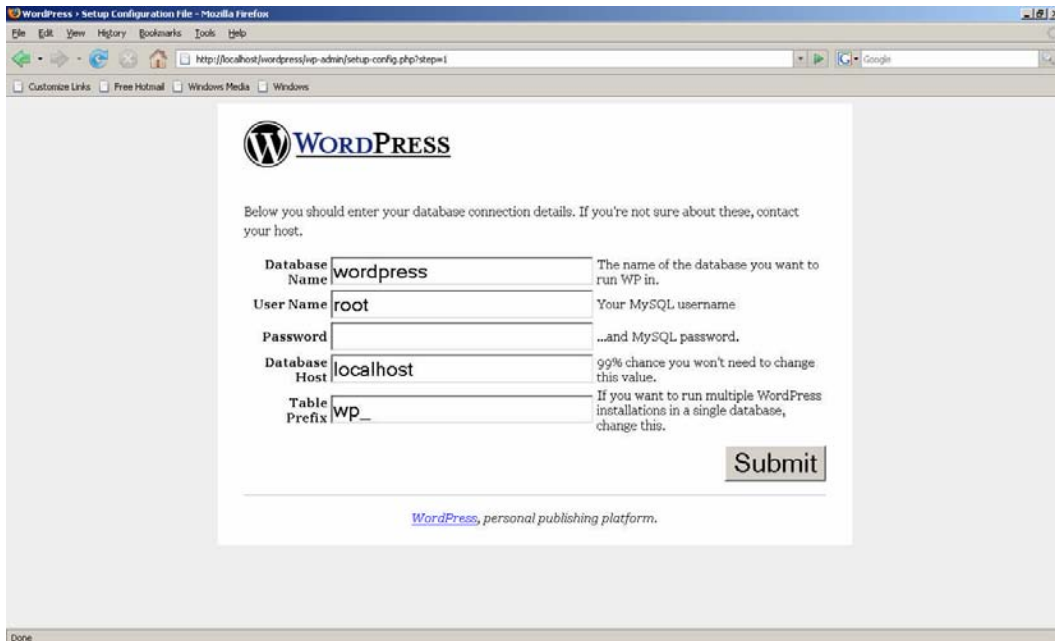 WordPress › Setup Configuration File - Mozilla Firefox
File Edit View History Bookmarks Tools Help
http://localhost/wordpress/wp-admin/setup-config.php?step=1
Google
Customize Links Free Hotmail Windows Media Windows
WORDPRESS
Below you should enter your database connection details. If you're not sure about these, contact
your host.
Database
Name
wordpress
The name of the database you want to
run WP in.
User Name root Your MySQL username
Password ...and MySQL password.
Database
Host
localhost
99% chance you won't need to change
this value.
Table
Prefix
wp_
If you want to run multiple WordPress
installations in a single database,
change this.
Submit
WordPress, personal publishing platform.
Done